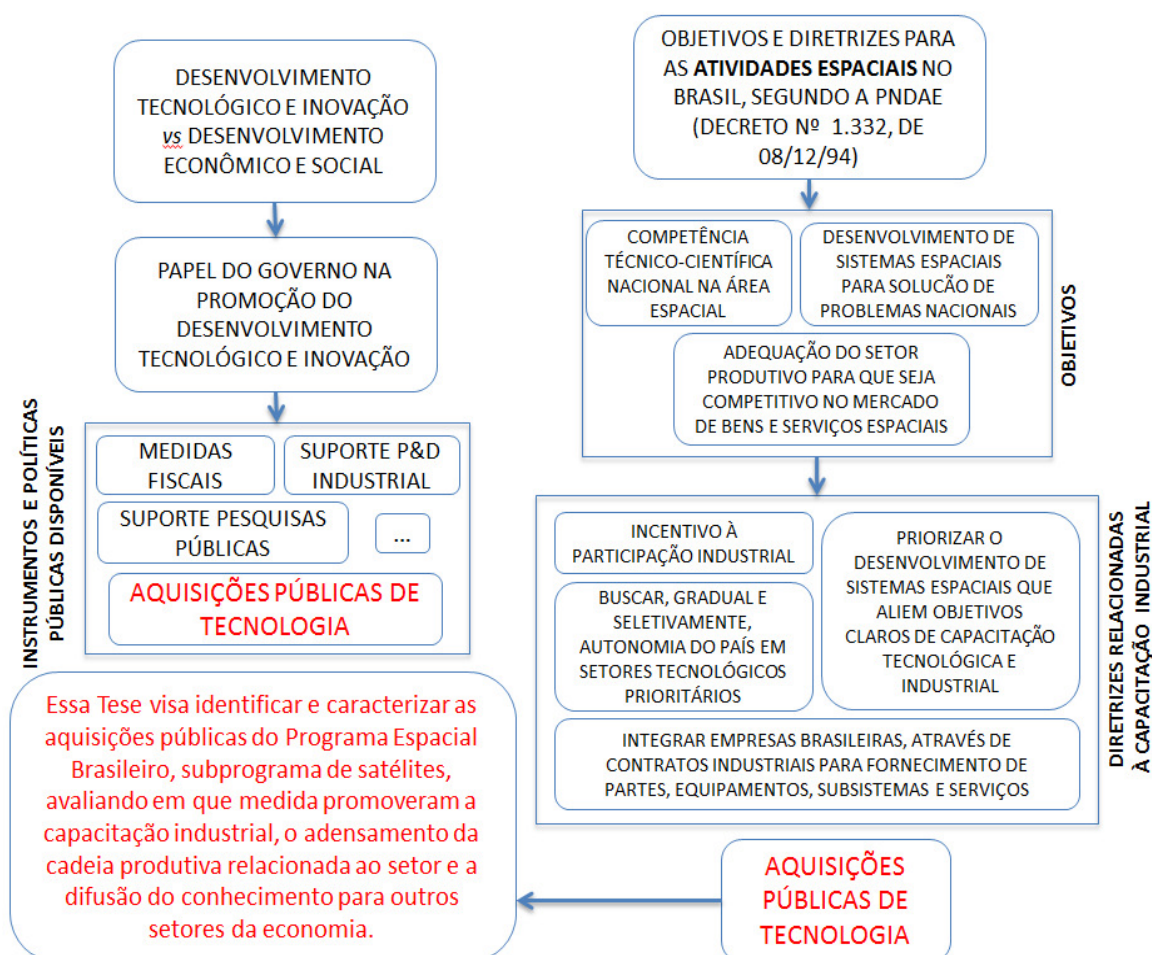 DESENVOLVIMENTO
TECNOLÓGICO E INOVAÇÃO
vs DESENVOLVIMENTO
ECONÔMICO E SOCIAL
PAPEL DO GOVERNO NA
PROMOÇÃO DO
DESENVOLVIMENTO
TECNOLÓGICO E INOVAÇÃO
INSTRUMENTOS E POLÍTICAS
PÚBLICAS DISPONÍVEIS
MEDIDAS
FISCAIS
SUPORTE P&D
INDUSTRIAL
SUPORTE PESQUISAS
PÚBLICAS
...
AQUISIÇÕES PÚBLICAS DE
TECNOLOGIA
Essa Tese visa identificar e caracterizar as
aquisições públicas do Programa Espacial
Brasileiro, subprograma de satélites,
avaliando em que medida promoveram a
capacitação industrial, o adensamento da
cadeia produtiva relacionada ao setor e a
difusão do conhecimento para outros
setores da economia.
OBJETIVOS E DIRETRIZES PARA
AS ATIVIDADES ESPACIAIS NO
BRASIL, SEGUNDO A PNDAE
(DECRETO Nº 1.332, DE
08/12/94)
COMPETÊNCIA
TÉCNICO-CIENTÍFICA
NACIONAL NA ÁREA
ESPACIAL
DESENVOLVIMENTO DE
SISTEMAS ESPACIAIS
PARA SOLUCÃO DE
PROBLEMAS NACIONAIS
ADEQUAÇÃO DO SETOR
PRODUTIVO PARA QUE SEJA
COMPETITIVO NO MERCADO
DE BENS E SERVIÇOS ESPACIAIS
OBJETIVOS
INCENTIVO À
PARTICIPAÇÃO INDUSTRIAL
BUSCAR, GRADUAL E
SELETIVAMENTE,
AUTONOMIA DO PAÍS EM
SETORES TECNOLÓGICOS
PRIORITÁRIOS
PRIORIZAR O
DESENVOLVIMENTO DE
SISTEMAS ESPACIAIS QUE
ALIEM OBJETIVOS
CLAROS DE CAPACITAÇÃO
TECNOLÓGICA E
INDUSTRIAL
INTEGRAR EMPRESAS BRASILEIRAS, ATRAVÉS DE
CONTRATOS INDUSTRIAIS PARA FORNECIMENTO DE
PARTES, EQUIPAMENTOS, SUBSISTEMAS E SERVIÇOS
DIRETRIZES RELACIONADAS
À CAPACITAÇÃO INDUSTRIAL
AQUISIÇÕES
PÚBLICAS DE
TECNOLOGIA